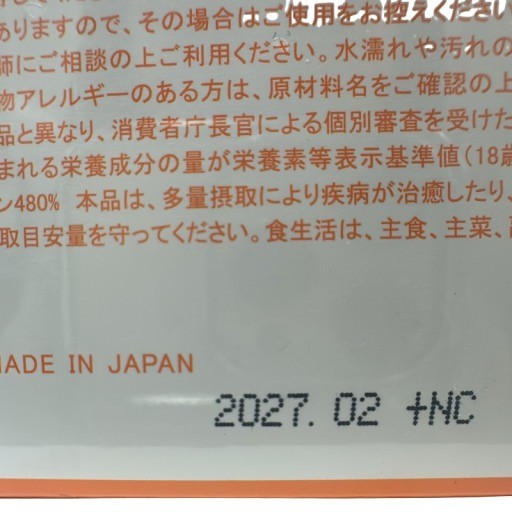 ありますので、その場合はご使用をお控えください
師にご相談の上ご利用ください。水濡れや汚れの
物アレルギーのある方は、原材料名をご確認の上
品と異なり、消費者庁長官による個別審査を受けた
まれる栄養成分の量が栄養素等表示基準値(18歳
ン480% 本品は、多量摂取により疾病が治癒したり、
取目安量を守ってください。食生活は、主食、主菜、
MADE IN JAPAN
2027.02 +NC